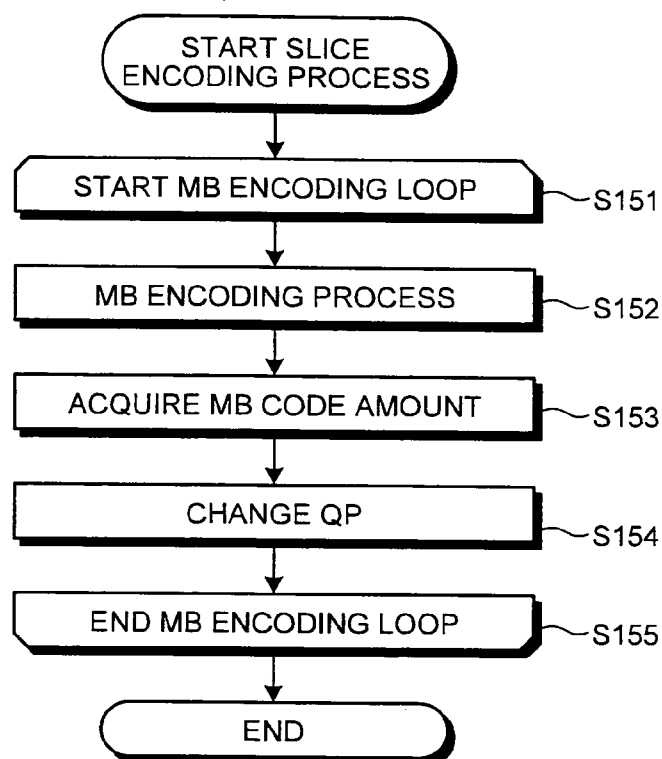 START SLICE
ENCODING PROCESS
START MB ENCODING LOOP
S151
MB ENCODING PROCESS
S152
ACQUIRE MB CODE AMOUNT
S153
CHANGE QP
S154
END MB ENCODING LOOP
S155
END